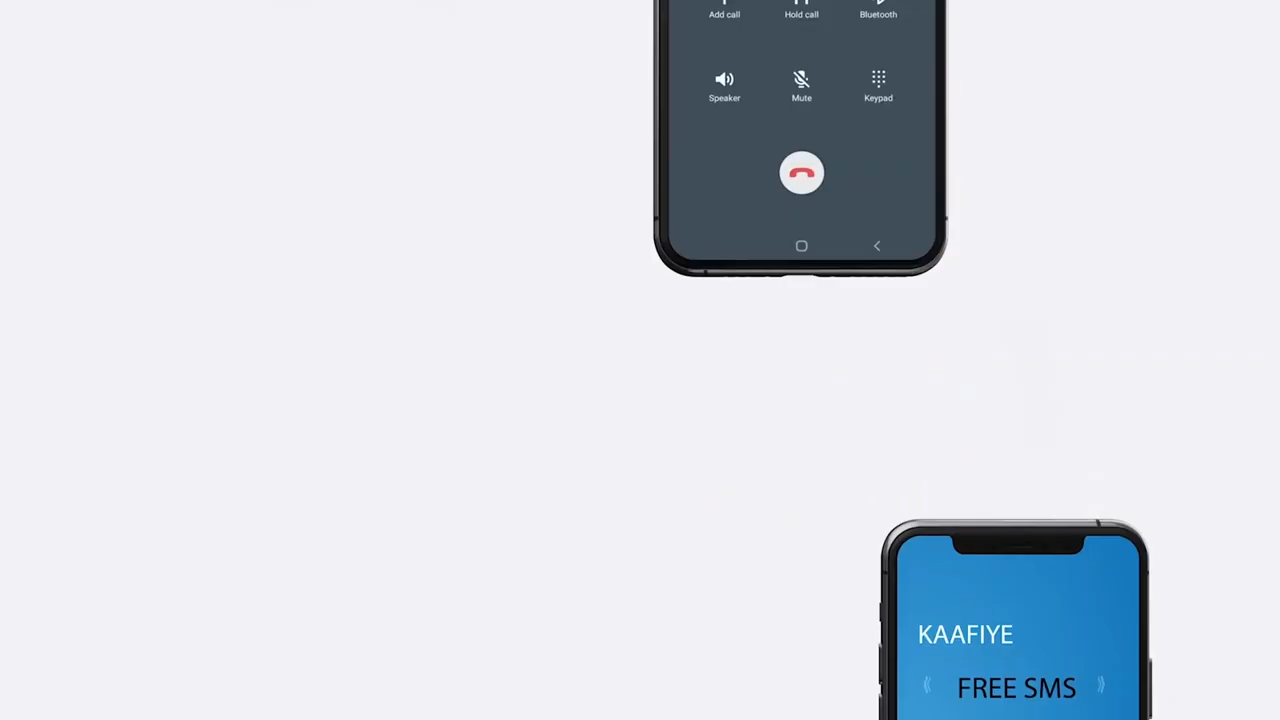 Add call Hold call Bluetooth
Speaker Mute Keypad
KAAFIYE
FREE SMS